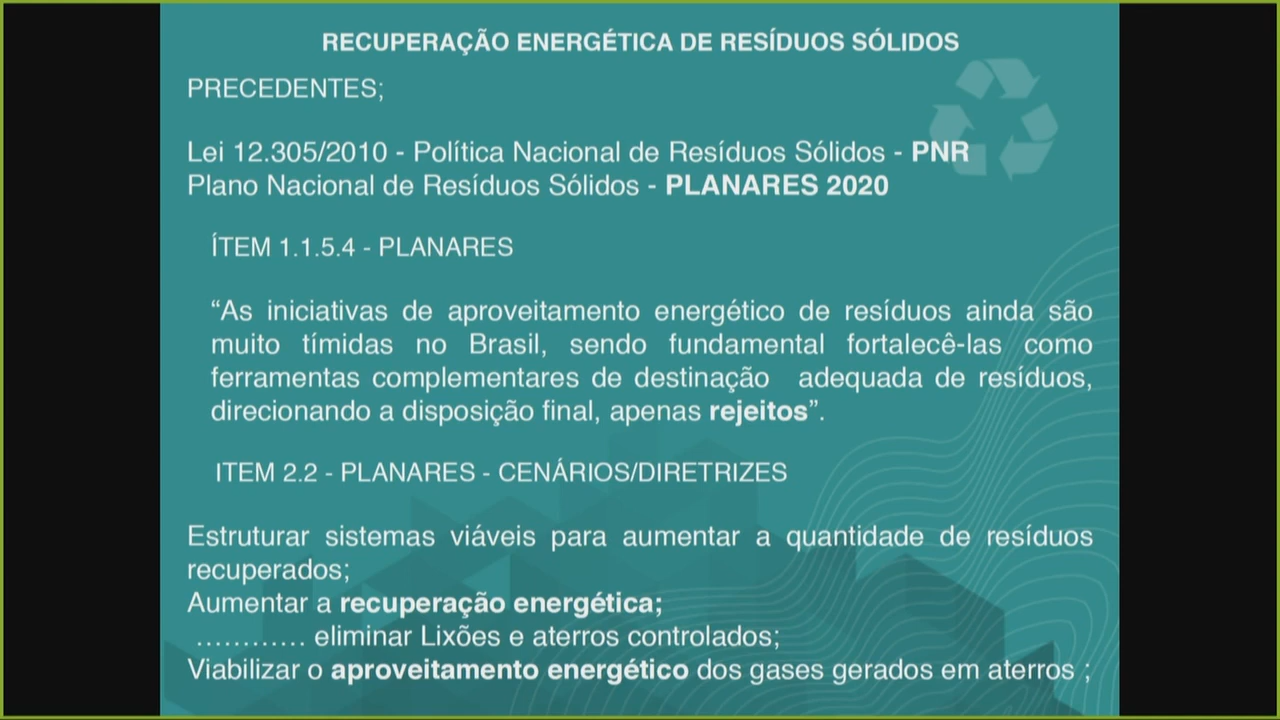 RECUPERAÇÃO ENERGÉTICA DE RESÍDUOS SÓLIDOS
PRECEDENTES;
Lei 12.305/2010 - Política Nacional de Resíduos Sólidos - PNR
Plano Nacional de Resíduos Sólidos - PLANARES 2020
ÍTEM 1.1.5.4 - PLANARES
“As iniciativas de aproveitamento energético de resíduos ainda são
muito tímidas no Brasil, sendo fundamental fortalecê-las como
ferramentas complementares de destinação adequada de resíduos,
direcionando a disposição final, apenas rejeitos”.
ITEM 2.2 - PLANARES - CENÁRIOS/DIRETRIZES
Estruturar sistemas viáveis para aumentar a quantidade de resíduos
recuperados;
Aumentar a recuperação energética;
………… eliminar Lixões e aterros controlados;
Viabilizar o aproveitamento energético dos gases gerados em aterros ;